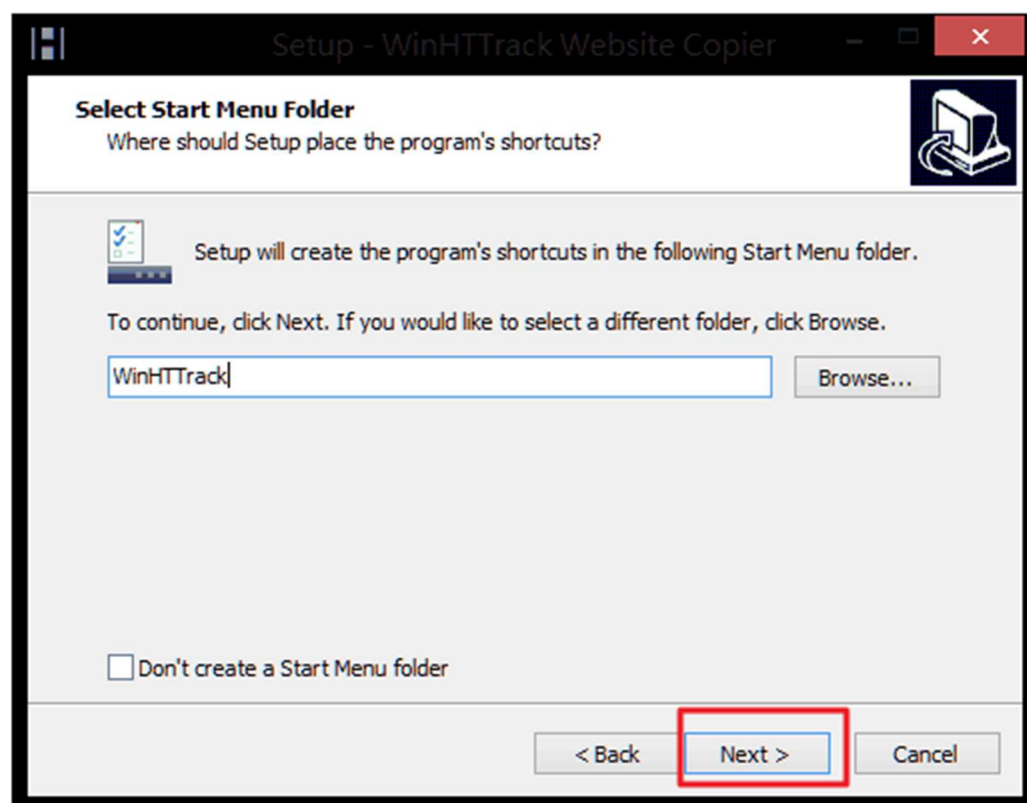 Setup - WinHTTrack Website Copier
Select Start Menu Folder
Where should Setup place the program's shortcuts?
Setup will create the program's shortcuts in the following Start Menu folder.
To continue, click Next. If you would like to select a different folder, click Browse.
WinHTTrack
Browse...
Don't create a Start Menu folder
< Back
Next >
Cancel